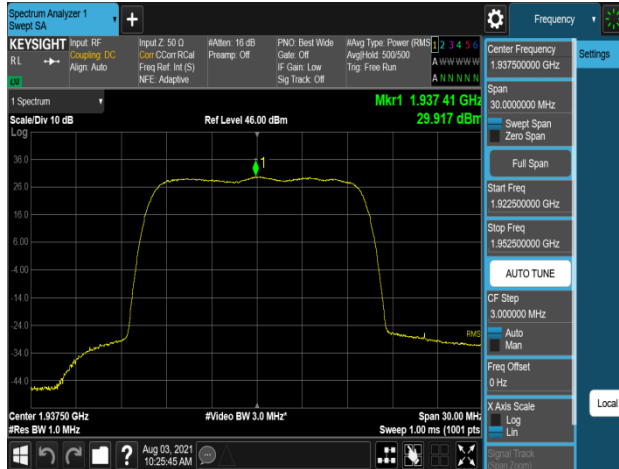 Spectrum Analyzer 1
Swept SA
+
Frequency
KEYSIGHT
RL
Input: RF
Coupling: DC
Align: Auto
Input Z: 50 Ω
Corr CCorr RCal
Freq Ref: Int (S)
NFE: Adaptive
#Atten: 16 dB
Preamp: Off
PNO: Best Wide
Gate: Off
IF Gain: Low
Sig Track: Off
#Avg Type: Power (RMS
Avg|Hold: 500/500
Trig: Free Run
1 2 3 4 5 6
A W W W W W
A N N N N N
1 Spectrum
Scale/Div 10 dB
Ref Level 46.00 dBm
Mkr1 1.937 41 GHz
29.917 dBm
Log
36.0
26.0
16.0
6.00
-4.00
-14.0
-24.0
-34.0
-44.0
1
RMS
Center 1.93750 GHz
#Res BW 1.0 MHz
#Video BW 3.0 MHz*
Span 30.00 MHz
Sweep 1.00 ms (1001 pts
?
Aug 03, 2021
10:25:45 AM
Center Frequency
1.937500000 GHz
Span
30.0000000 MHz
Swept Span
Zero Span
Full Span
Start Freq
1.922500000 GHz
Stop Freq
1.952500000 GHz
AUTO TUNE
CF Step
3.000000 MHz
Auto
Man
Freq Offset
0 Hz
X Axis Scale
Log
Lin
Signal Track
(Span Zoom)
Settings
Local